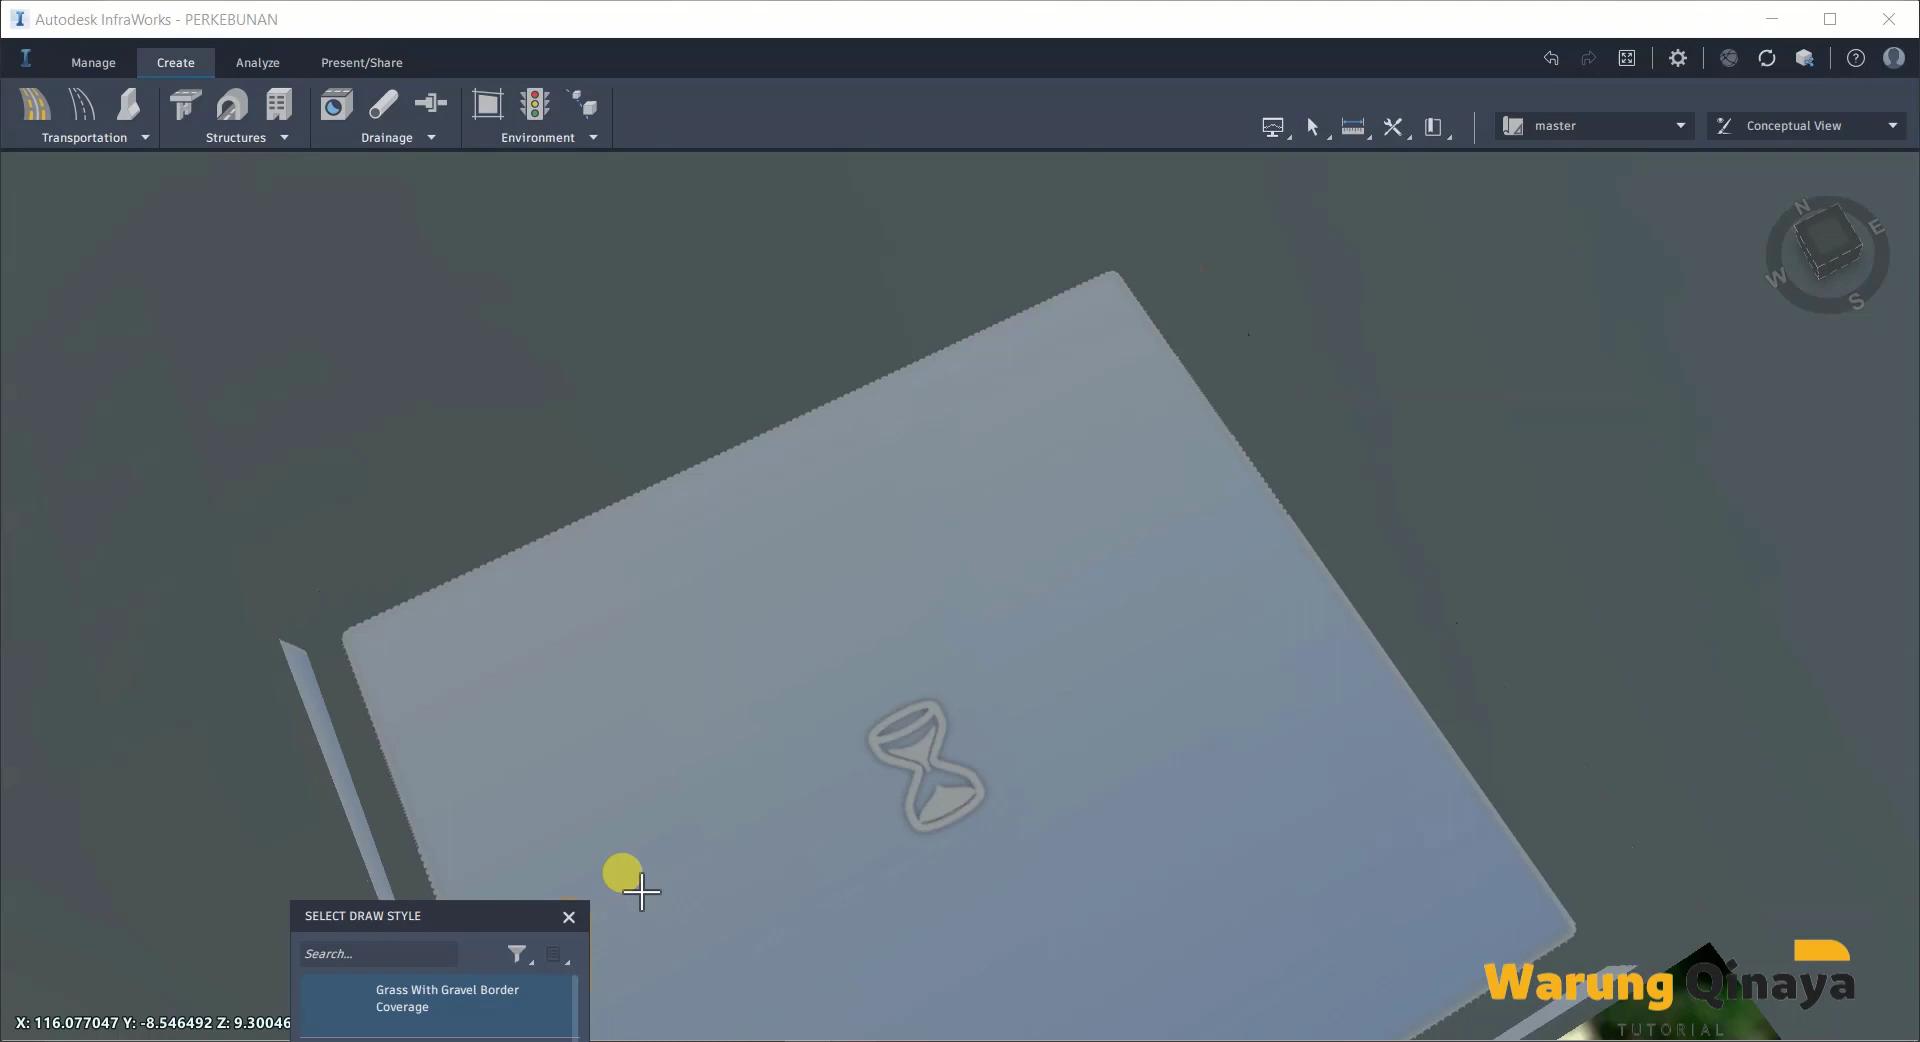 Autodesk InfraWorks - PERKEBUNAN
Manage Create Analyze Present/Share
Transportation Structures Drainage Environment
master Conceptual View
N
E
W
S
SELECT DRAW STYLE
Search...
Grass With Gravel Border
Coverage
X: 116.077047 Y: -8.546492 Z: 9.30046
Warung Qinaya
TUTORIAL